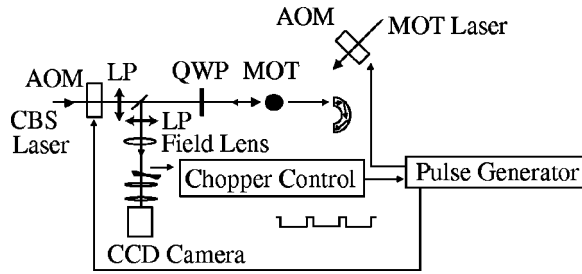 AOM
MOT Laser
AOM
LP
QWP
MOT
CBS
Laser
LP
Field Lens
Chopper Control
Pulse Generator
CCD Camera